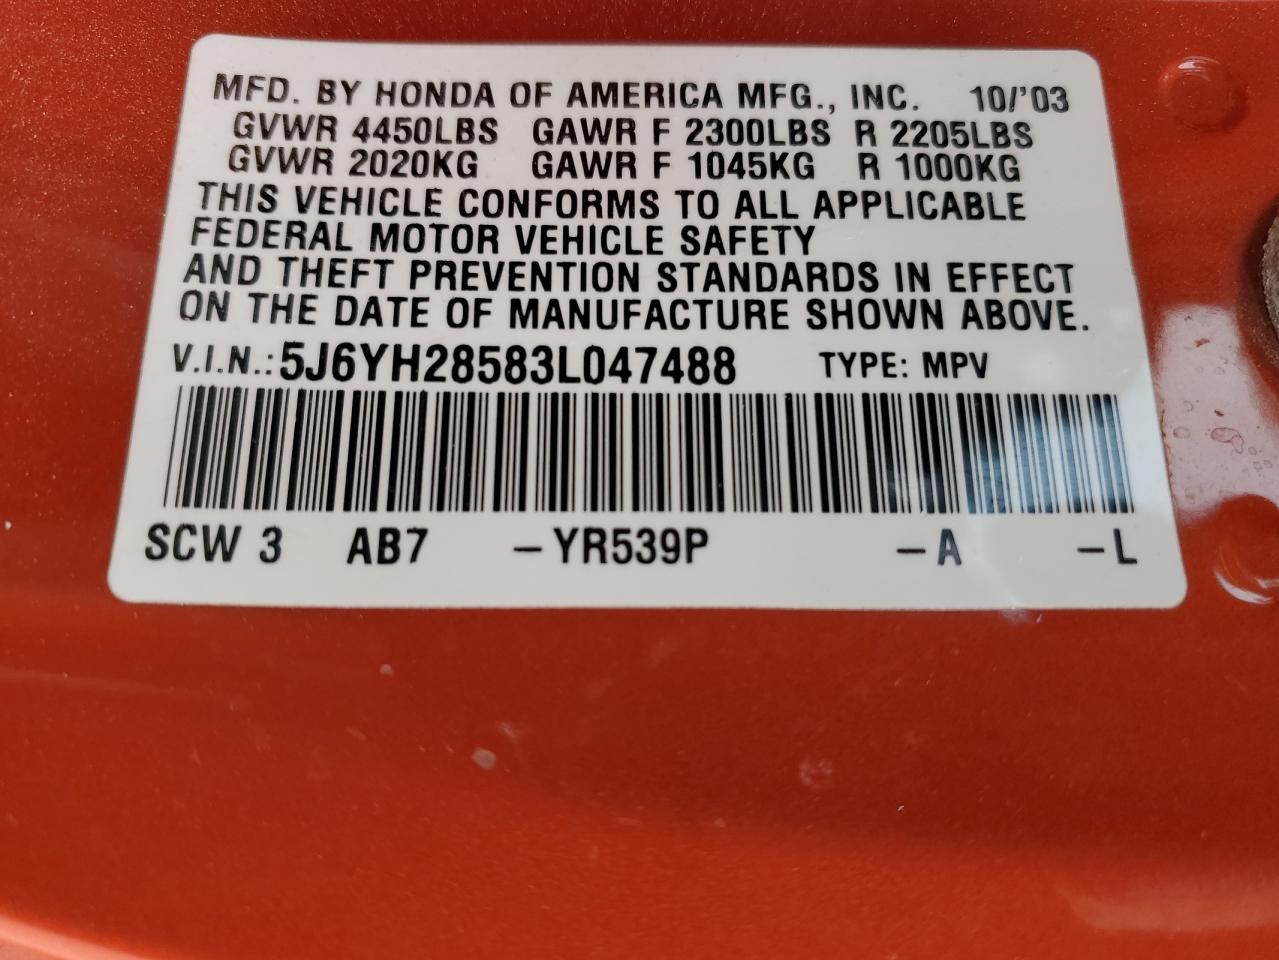 MFD. BY HONDA OF AMERICA MFG., INC. 10/'03
GVWR 4450LBS GAWR F 2300LBS R 2205LBS
GVWR 2020KG GAWR F 1045KG R 1000KG
THIS VEHICLE CONFORMS TO ALL APPLICABLE
FEDERAL MOTOR VEHICLE SAFETY
AND THEFT PREVENTION STANDARDS IN EFFECT
ON THE DATE OF MANUFACTURE SHOWN ABOVE.
V.I.N.: 5J6YH28583L047488 TYPE: MPV
SCW 3 AB7 -YR539P -A -L